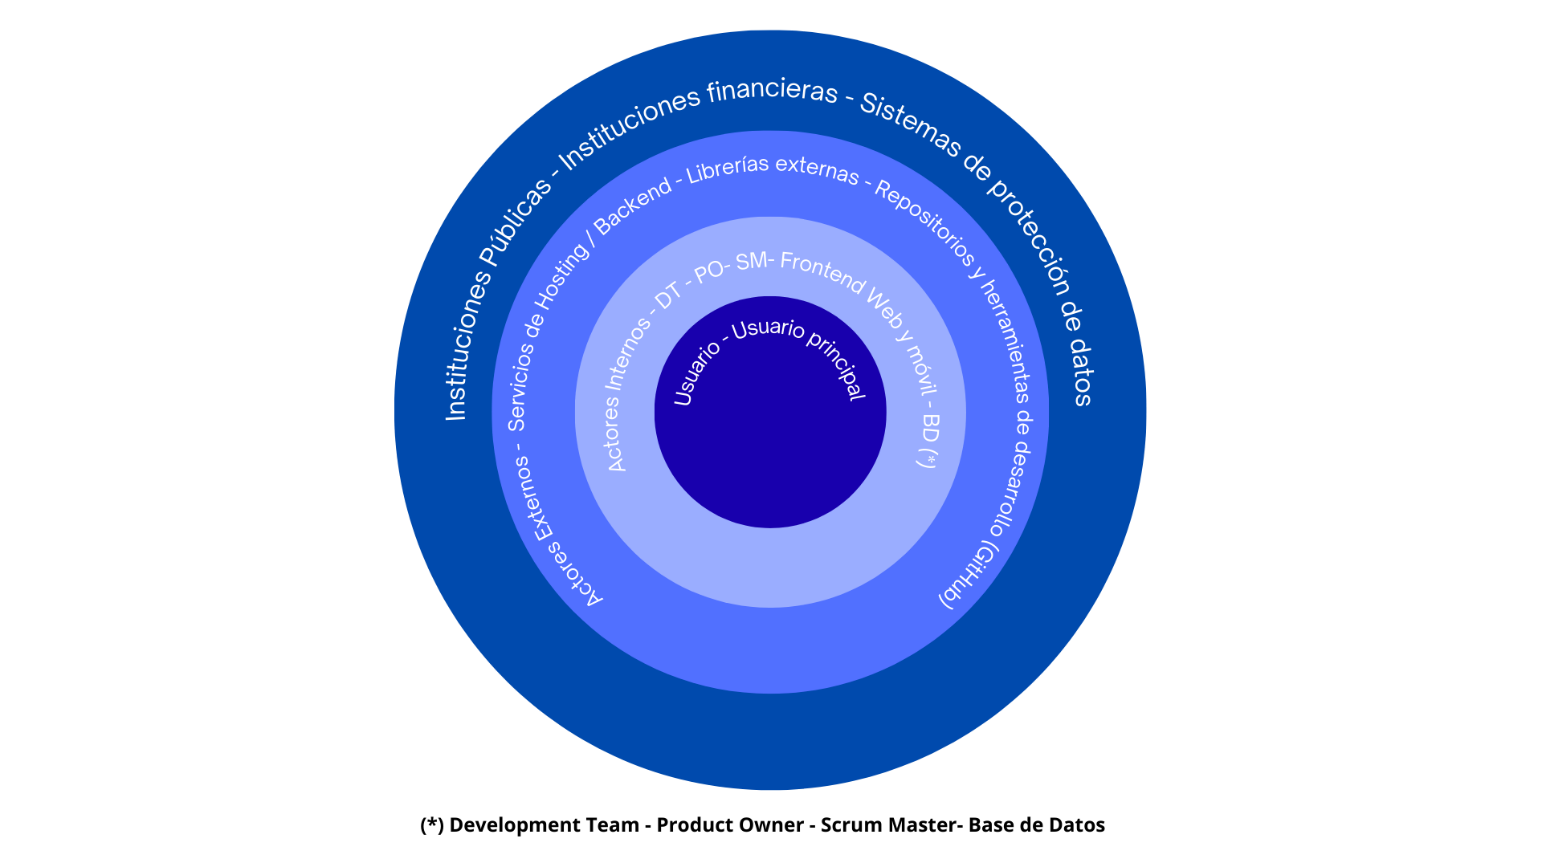 Instituciones Públicas - Instituciones financieras - Sistemas de protección de datos
Actores Externos - Servicios de Hosting / Backend - Librerías externas - Repositorios y herramientas de desarrollo (GitHub)
Actores Internos - DT - PO- SM- Frontend Web y móvil - BD (*)
Usuario - Usuario principal
(*) Development Team - Product Owner - Scrum Master- Base de Datos